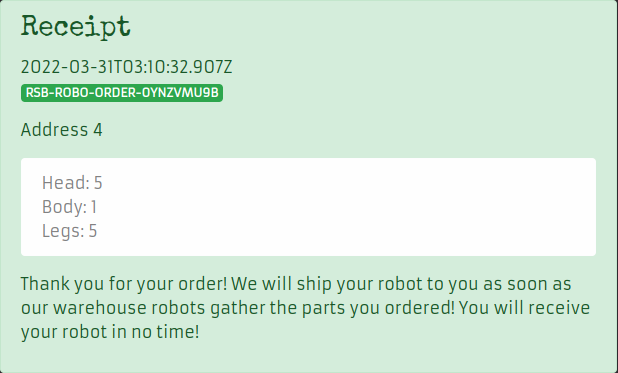 Receipt
2022-03-31T03:10:32.907Z
RSB-ROBO-ORDER-0YNZVMU9B
Address 4
Head: 5
Body: 1
Legs: 5
Thank you for your order! We will ship your robot to you as soon as
our warehouse robots gather the parts you ordered! You will receive
your robot in no time!